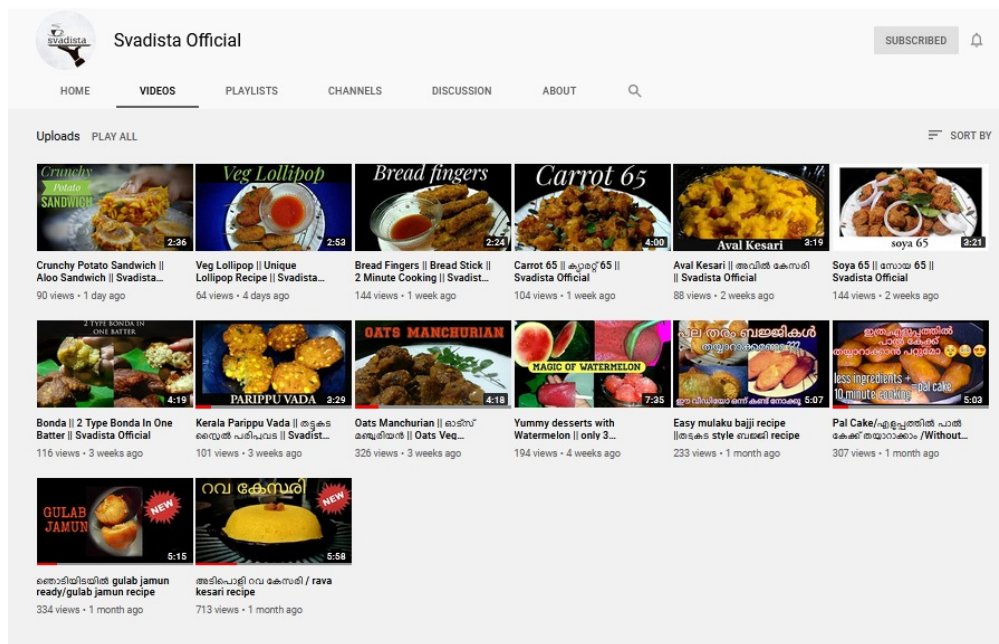 svadista
Svadista Official
SUBSCRIBED
HOME
VIDEOS
PLAYLISTS
CHANNELS
DISCUSSION
ABOUT
Uploads PLAY ALL
SORT BY
Crunchy
Potato
SANDWICH
2:36
Veg Lollipop
2:53
Bread fingers
2:24
Carrot 65
4:00
Aval Kesari
3:19
soya 65
3:21
Crunchy Potato Sandwich ||
Aloo Sandwich || Svadista...
90 views • 1 day ago
Veg Lollipop || Unique
Lollipop Recipe || Svadista...
64 views • 4 days ago
Bread Fingers || Bread Stick ||
2 Minute Cooking || Svadist...
144 views • 1 week ago
Carrot 65 || ക്യാരറ്റ് 65 ||
Svadista Official
104 views • 1 week ago
Aval Kesari || അവിൽ കേസരി
|| Svadista Official
88 views • 2 weeks ago
Soya 65 || സോയ 65 ||
Svadista Official
144 views • 2 weeks ago
2 TYPE BONDA IN
ONE BATTER
4:19
PARIPPU VADA
3:29
OATS MANCHURIAN
4:18
MAGIC OF WATERMELON
7:35
പല തരം ബജ്ജികൾ
തയ്യാറാക്കാമെങ്ങനെ???
ഈ വീഡിയോ ഒന്ന് കണ്ട് നോക്കൂ
5:07
ഇത്ര എളുപ്പത്തിൽ
പാൽ കേക്ക്
തയ്യാറാക്കാൻ പറ്റുമോ
less ingredients +
10 minute cooking
=pal cake
5:03
Bonda || 2 Type Bonda In One
Batter || Svadista Official
116 views • 3 weeks ago
Kerala Parippu Vada || തട്ടുകട
സ്റ്റൈൽ പരിപ്പുവട || Svadist...
101 views • 3 weeks ago
Oats Manchurian || ഓട്സ്
മഞ്ചൂരിയൻ || Oats Veg...
326 views • 3 weeks ago
Yummy desserts with
Watermelon || only 3...
194 views • 4 weeks ago
Easy mulaku bajji recipe
||തട്ടുകട style ബജ്ജി recipe
233 views • 1 month ago
Pal Cake/എളുപ്പത്തിൽ പാൽ
കേക്ക് തയ്യാറാക്കാം /Without...
307 views • 1 month ago
GULAB
JAMUN
NEW
5:15
റവ കേസരി
NEW
5:58
ഞൊടിയിടയിൽ gulab jamun
ready/gulab jamun recipe
334 views • 1 month ago
അടിപൊളി റവ കേസരി / rava
kesari recipe
713 views • 1 month ago